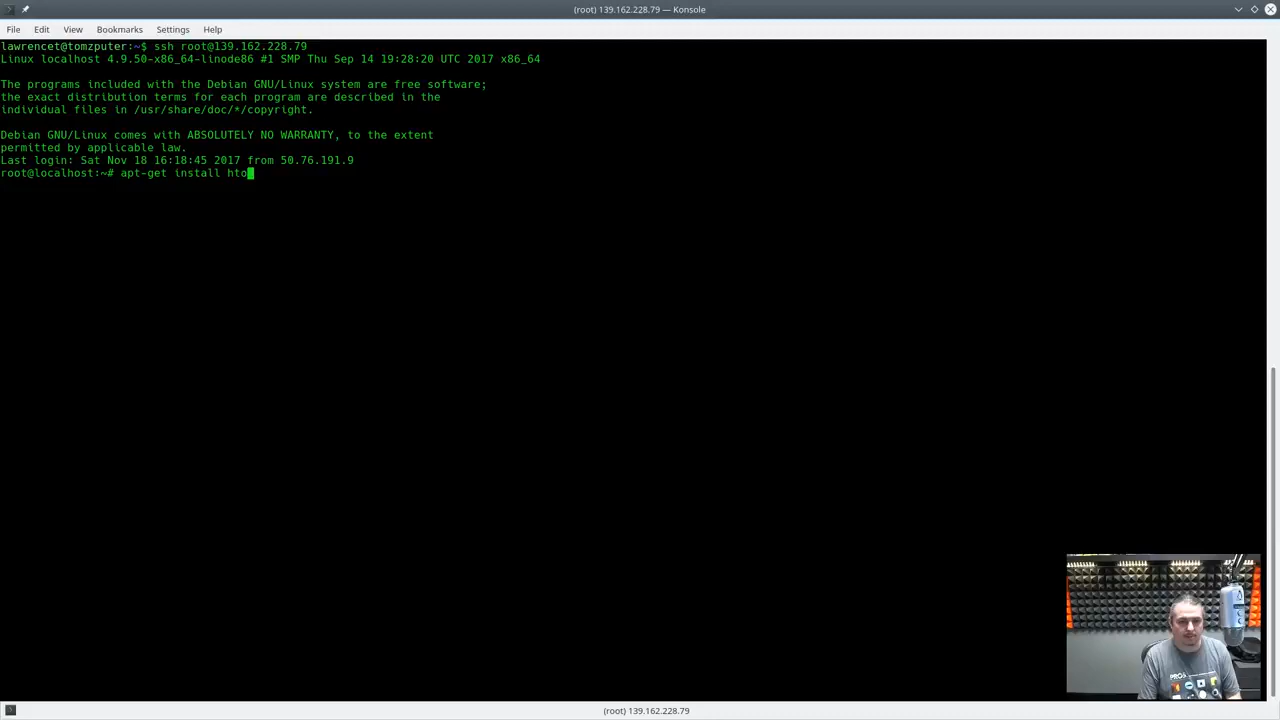 (root) 139.162.228.79 — Konsole
File Edit View Bookmarks Settings Help
lawrencet@tomzputer:~$ ssh root@139.162.228.79
Linux localhost 4.9.50-x86_64-linode86 #1 SMP Thu Sep 14 19:28:20 UTC 2017 x86_64
The programs included with the Debian GNU/Linux system are free software;
the exact distribution terms for each program are described in the
individual files in /usr/share/doc/*/copyright.
Debian GNU/Linux comes with ABSOLUTELY NO WARRANTY, to the extent
permitted by applicable law.
Last login: Sat Nov 18 16:18:45 2017 from 50.76.191.9
root@localhost:~# apt-get install hto
(root) 139.162.228.79